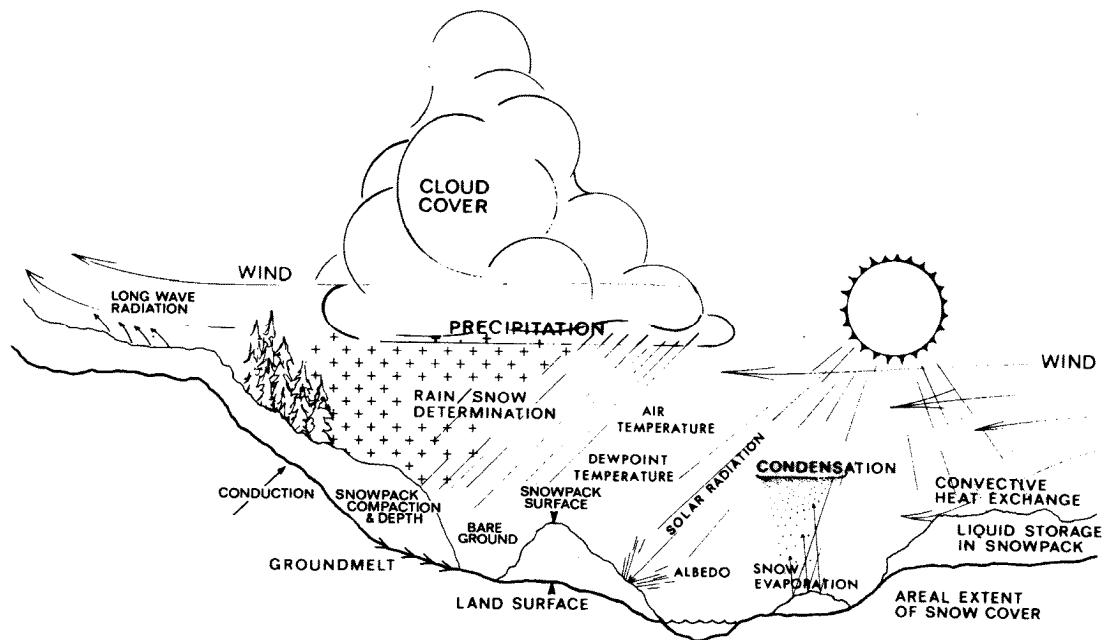 CLOUD
COVER
WIND
LONG WAVE
RADIATION
PRECIPITATION
WIND
RAIN/SNOW
DETERMINATION
AIR
TEMPERATURE
DEWPOINT
TEMPERATURE
SOLAR RADIATION
CONDENSATION
CONVECTIVE
HEAT EXCHANGE
CONDUCTION
SNOWPACK
COMPACTION
& DEPTH
SNOWPACK
SURFACE
BARE
GROUND
LIQUID STORAGE
IN SNOWPACK
GROUNDMELT
ALBEDO
SNOW
EVAPORATION
LAND SURFACE
AREAL EXTENT
OF SNOW COVER